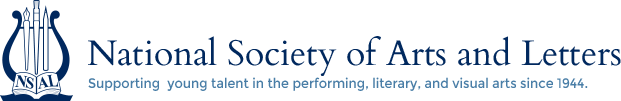 NSAL
National Society of Arts and Letters
Supporting young talent in the performing, literary, and visual arts since 1944.